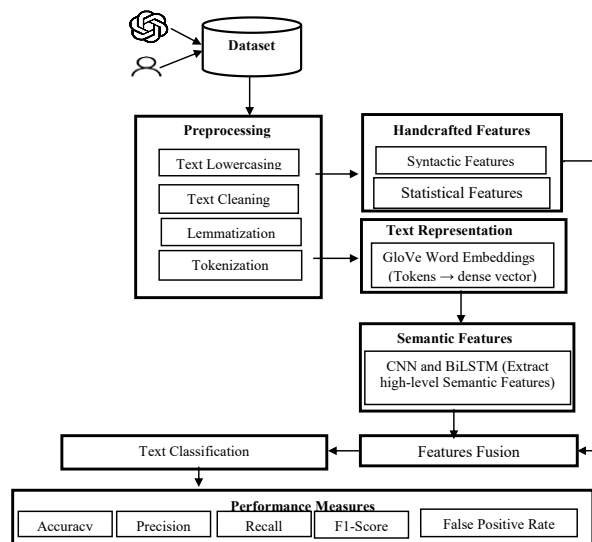 Dataset
Preprocessing
Text Lowercasing
Text Cleaning
Lemmatization
Tokenization
Handcrafted Features
Syntactic Features
Statistical Features
Text Representation
GloVe Word Embeddings
(Tokens → dense vector)
Semantic Features
CNN and BiLSTM (Extract
high-level Semantic Features)
Features Fusion
Text Classification
Performance Measures
Accuracy
Precision
Recall
F1-Score
False Positive Rate